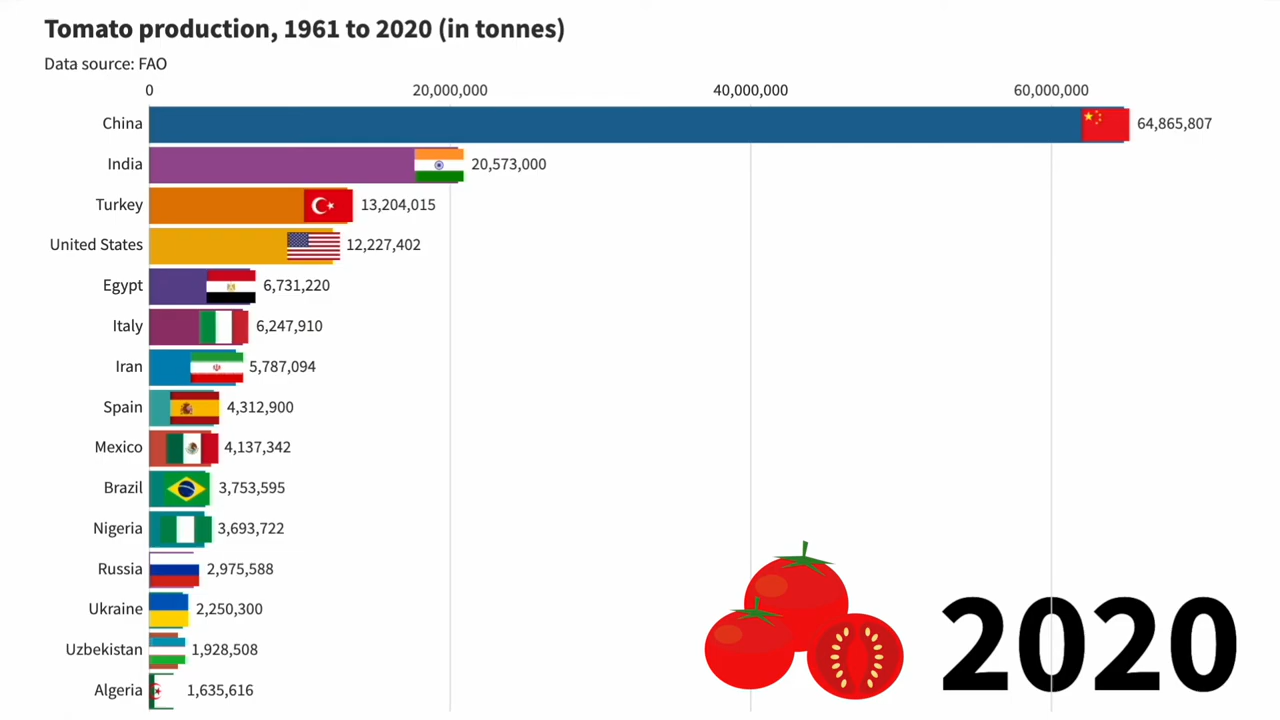 Tomato production, 1961 to 2020 (in tonnes)
Data source: FAO
0 20,000,000 40,000,000 60,000,000
China 64,865,807
India 20,573,000
Turkey 13,204,015
United States 12,227,402
Egypt 6,731,220
Italy 6,247,910
Iran 5,787,094
Spain 4,312,900
Mexico 4,137,342
Brazil 3,753,595
Nigeria 3,693,722
Russia 2,975,588
Ukraine 2,250,300
Uzbekistan 1,928,508
Algeria 1,635,616
2020